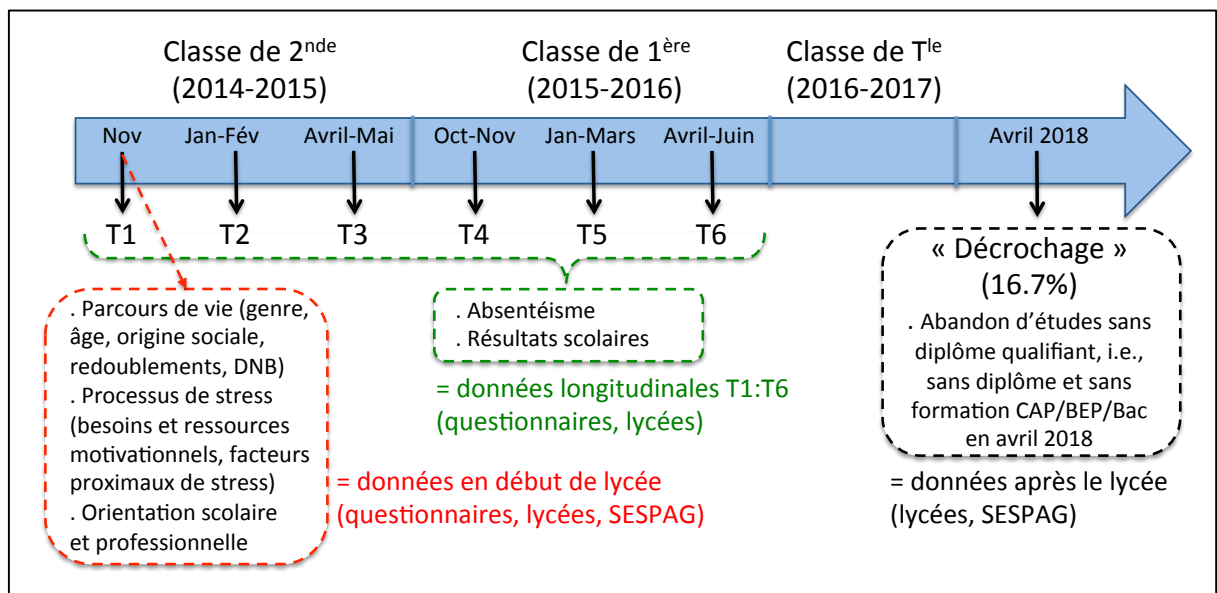 Classe de 2nde
(2014-2015)
Classe de 1ère
(2015-2016)
Classe de Tle
(2016-2017)
Nov
Jan-Fév
Avril-Mai
Oct-Nov
Jan-Mars
Avril-Juin
Avril 2018
T1
T2
T3
T4
T5
T6
. Parcours de vie (genre,
âge, origine sociale,
redoublements, DNB)
. Processus de stress
(besoins et ressources
motivationnels, facteurs
proximaux de stress)
. Orientation scolaire
et professionnelle
= données en début de lycée
(questionnaires, lycées, SESPAG)
. Absentéisme
. Résultats scolaires
= données longitudinales T1:T6
(questionnaires, lycées)
« Décrochage »
(16.7%)
. Abandon d'études sans
diplôme qualifiant, i.e.,
sans diplôme et sans
formation CAP/BEP/Bac
en avril 2018
= données après le lycée
(lycées, SESPAG)